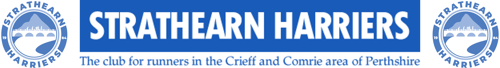 STRATHEARN HARRIERS
STRATHEARN HARRIERS
The club for runners in the Crieff and Comrie area of Perthshire
STRATHEARN HARRIERS